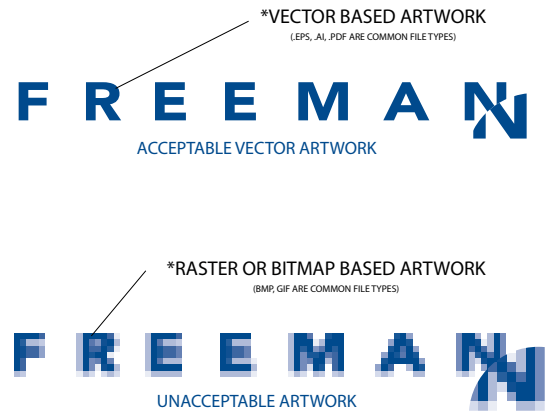 *VECTOR BASED ARTWORK
(.EPS, .AI, .PDF ARE COMMON FILE TYPES)
FREEMAN
ACCEPTABLE VECTOR ARTWORK
*RASTER OR BITMAP BASED ARTWORK
(BMP, GIF ARE COMMON FILE TYPES)
FREEMAN
UNACCEPTABLE ARTWORK